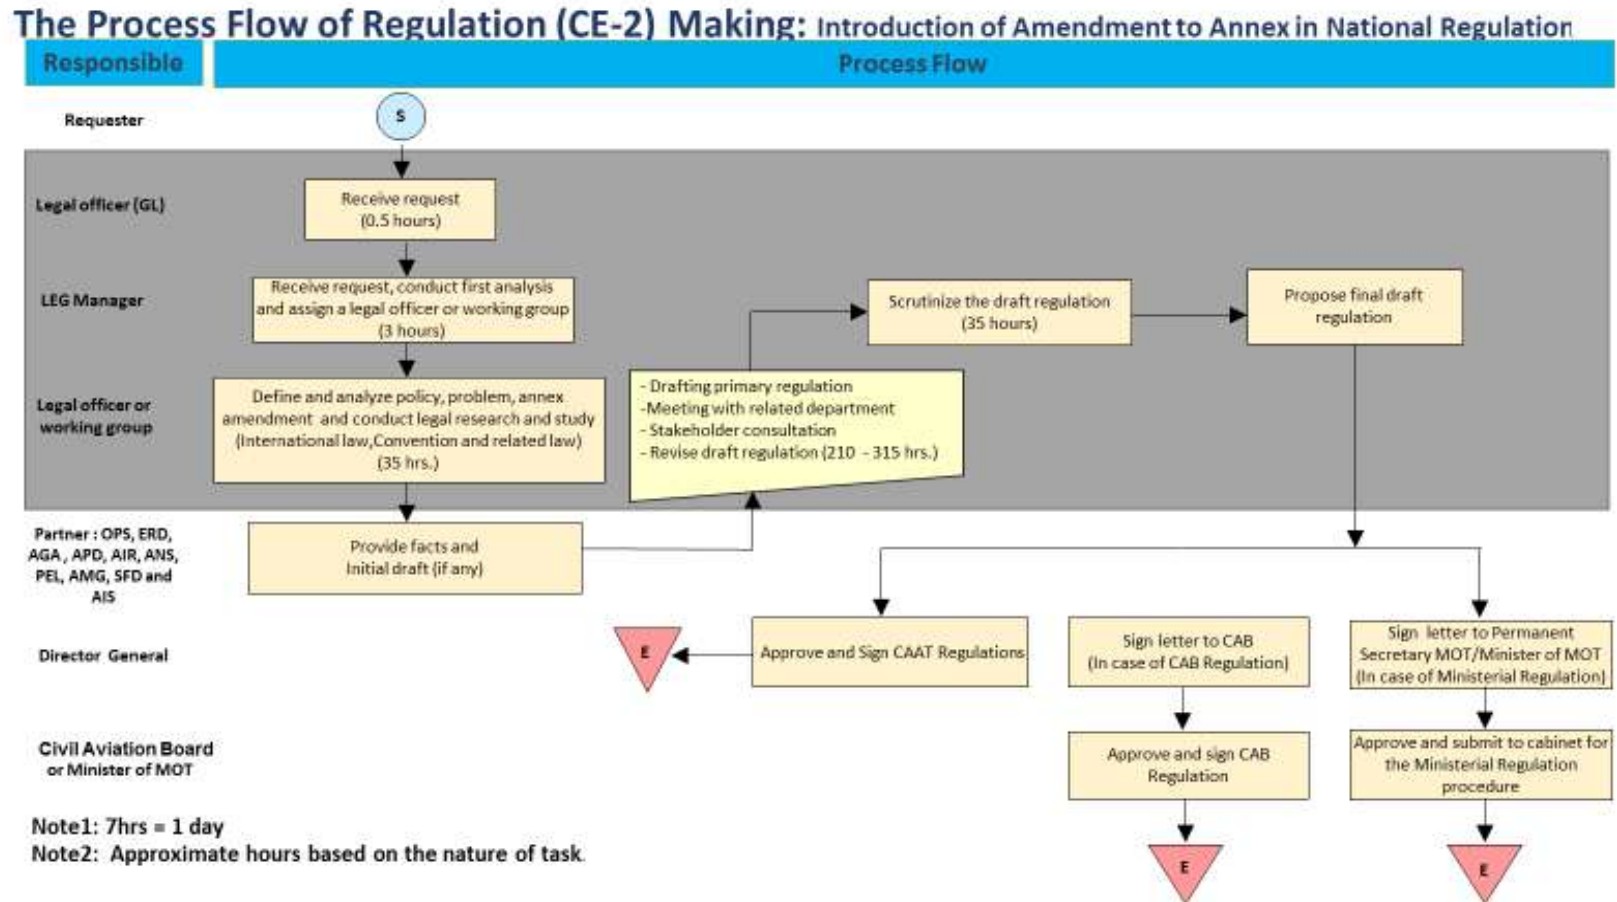 The Process Flow of Regulation (CE-2) Making: Introduction of Amendment to Annex in National Regulation
Responsible
Process Flow
Requester
S
Legal officer (GL)
Receive request
(0.5 hours)
LEG Manager
Receive request, conduct first analysis
and assign a legal officer or working group
(3 hours)
Scrutinize the draft regulation
(35 hours)
Propose final draft
regulation
Legal officer or
working group
Define and analyze policy, problem, annex
amendment and conduct legal research and study
(International law,Convention and related law)
(35 hrs.)
- Drafting primary regulation
-Meeting with related department
- Stakeholder consultation
- Revise draft regulation (210 - 315 hrs.)
Partner : OPS, ERD,
AGA , APD, AIR, ANS,
PEL, AMG, SFD and
AIS
Provide facts and
Initial draft (if any)
Director General
E
Approve and Sign CAAT Regulations
Sign letter to CAB
(In case of CAB Regulation)
Sign letter to Permanent
Secretary MOT/Minister of MOT
(In case of Ministerial Regulation)
Civil Aviation Board
or Minister of MOT
Approve and sign CAB
Regulation
Approve and submit to cabinet for
the Ministerial Regulation
procedure
E
E
Note1: 7hrs = 1 day
Note2: Approximate hours based on the nature of task.